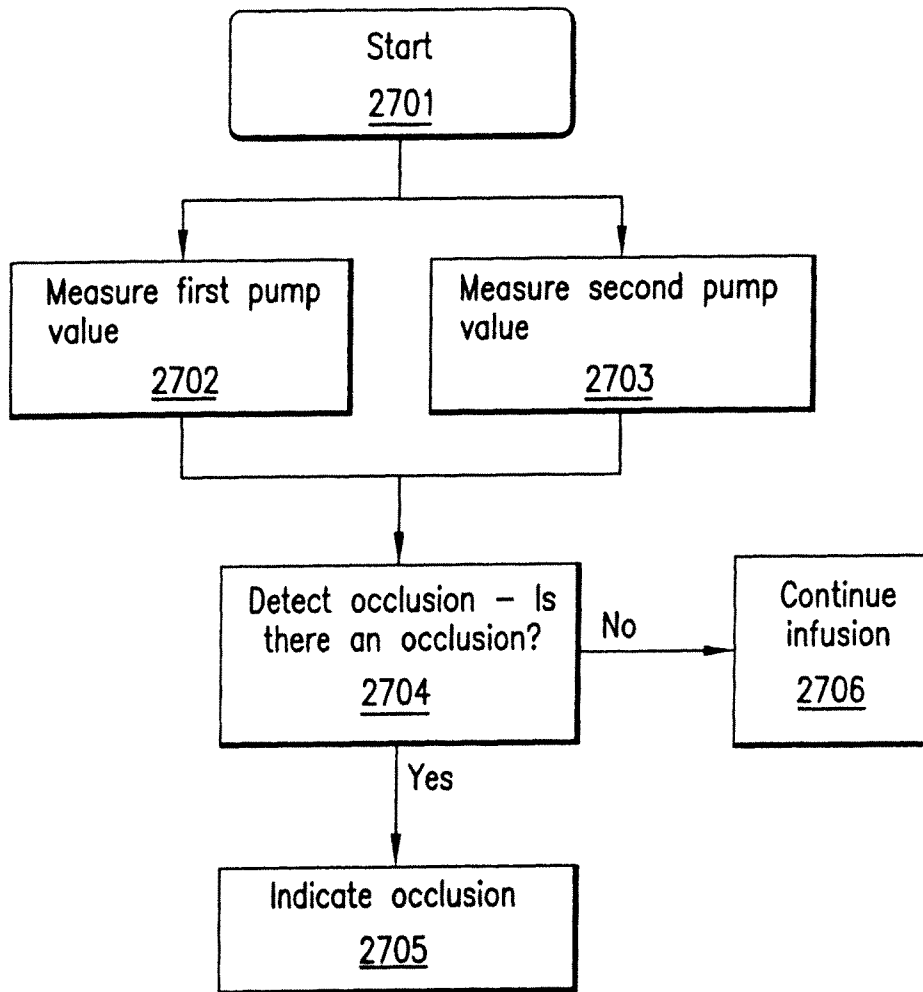 Start
2701
Measure first pump
value
2702
Measure second pump
value
2703
Detect occlusion – Is
there an occlusion?
2704
No
Continue
infusion
2706
Yes
Indicate occlusion
2705